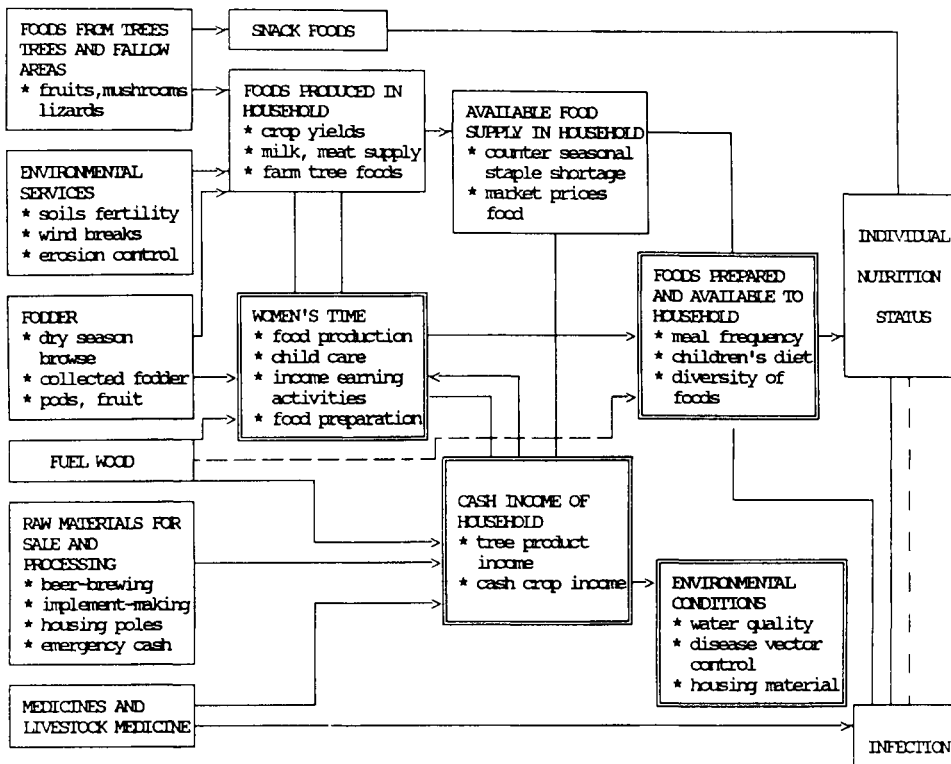 FOODS FROM TREES
TREES AND FALLOW
AREAS
* fruits,mushrooms
lizards
SNACK FOODS
FOODS PRODUCED IN
HOUSEHOLD
* crop yields
* milk, meat supply
* farm tree foods
AVAILABLE FOOD
SUPPLY IN HOUSEHOLD
* counter seasonal
staple shortage
* market prices
food
ENVIRONMENTAL
SERVICES
* soils fertility
* wind breaks
* erosion control
INDIVIDUAL
NUTRITION
STATUS
FODDER
* dry season
browse
* collected fodder
* pods, fruit
WOMEN'S TIME
* food production
* child care
* income earning
activities
* food preparation
FOODS PREPARED
AND AVAILABLE TO
HOUSEHOLD
* meal frequency
* children's diet
* diversity of
foods
FUEL WOOD
RAW MATERIALS FOR
SALE AND
PROCESSING
* beer-brewing
* implement-making
* housing poles
* emergency cash
CASH INCOME OF
HOUSEHOLD
* tree product
income
* cash crop income
ENVIRONMENTAL
CONDITIONS
* water quality
* disease vector
control
* housing material
MEDICINES AND
LIVESTOCK MEDICINE
INFECTION